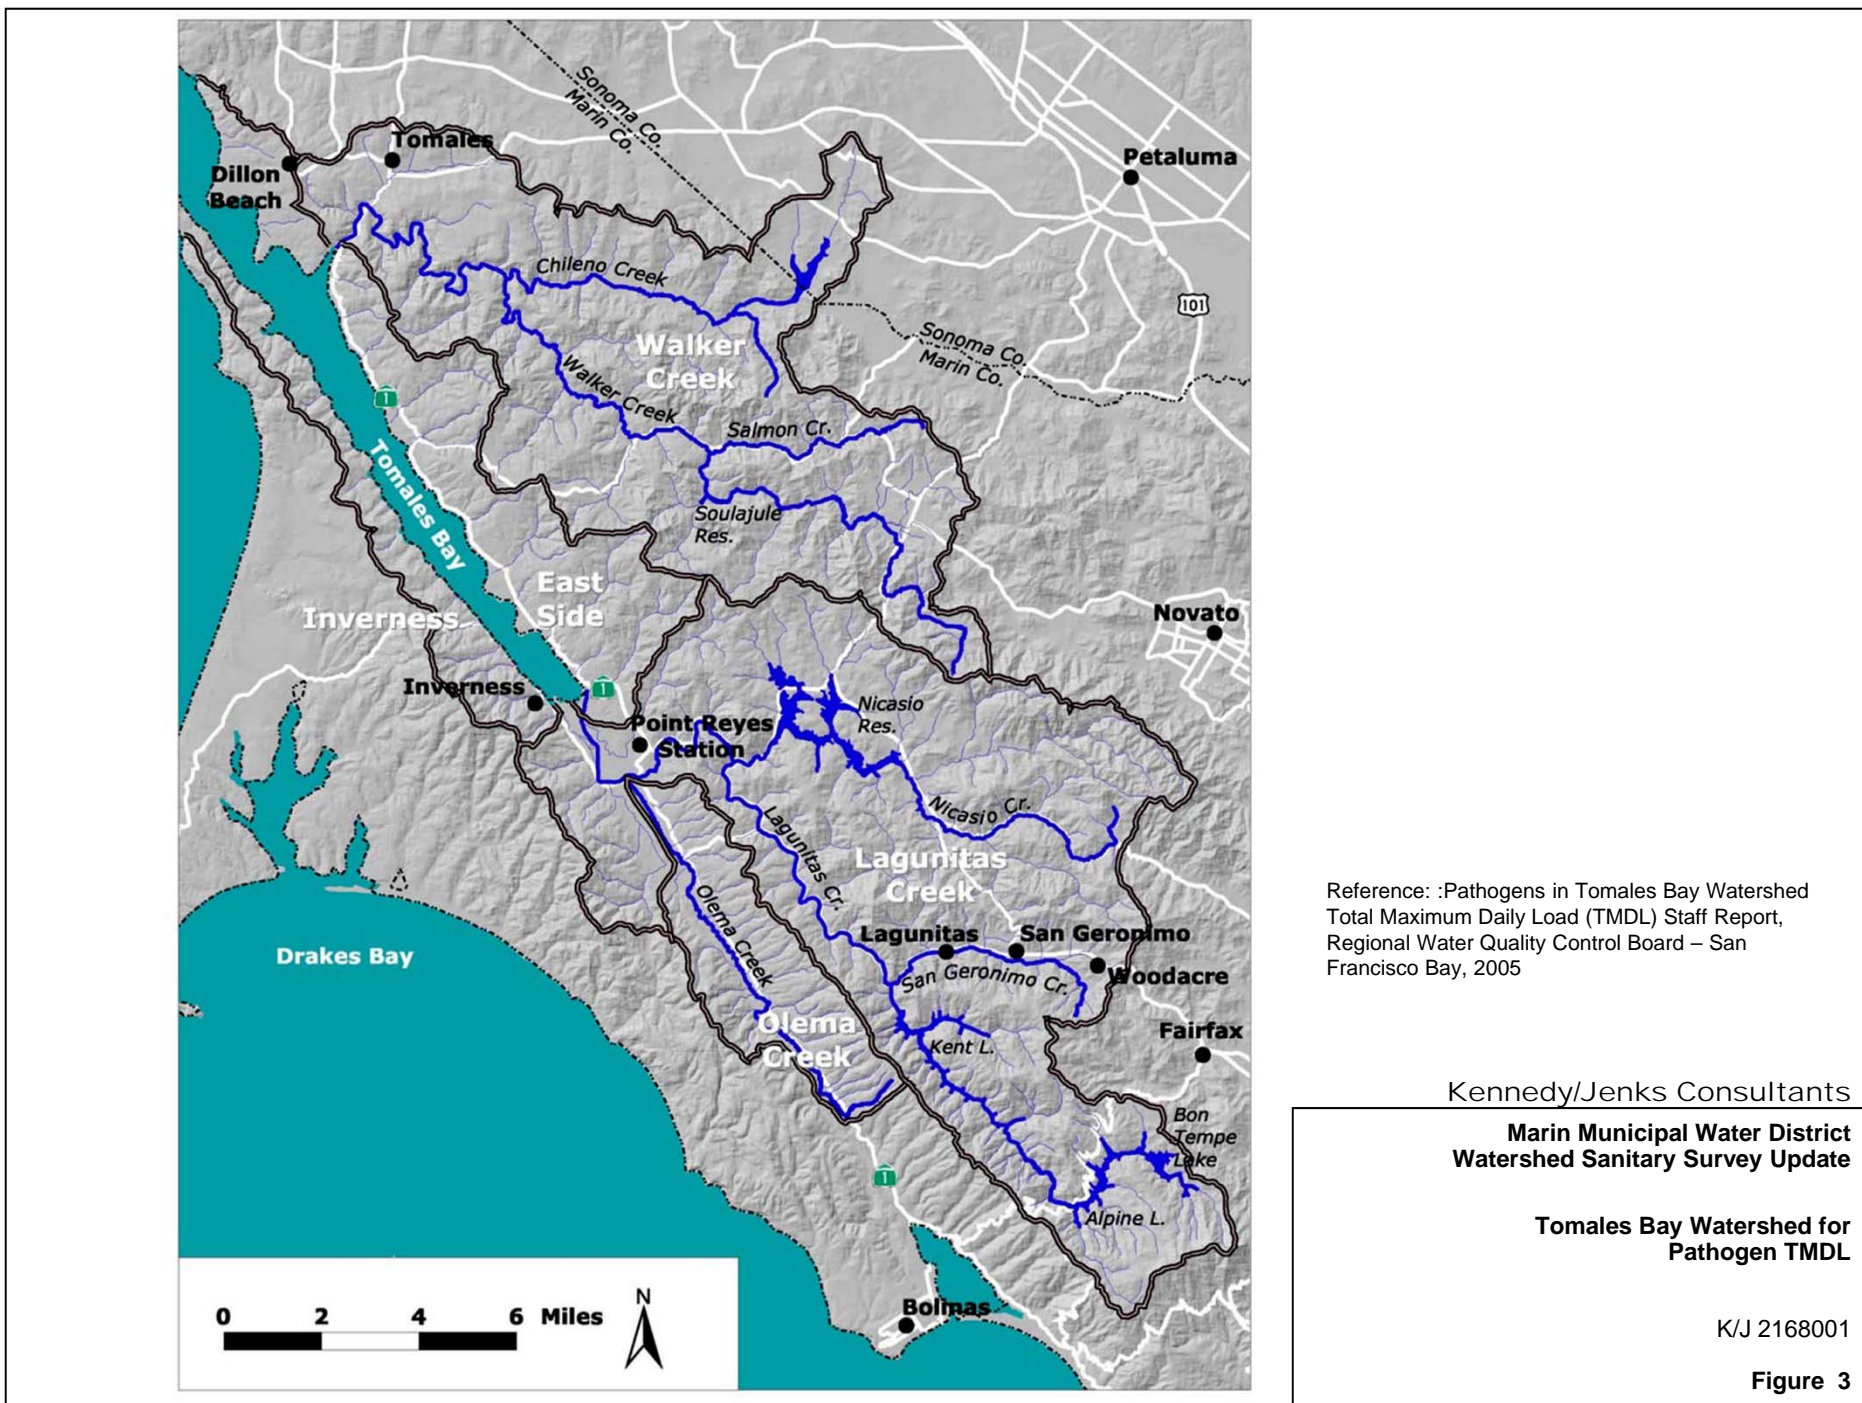 Sonoma Co.
Marin Co.
Tomales
Petaluma
Dillon
Beach
Chileno Creek
101
Walker
Creek
Sonoma Co.
Marin Co.
Walker Creek
1
Salmon Cr.
Tomales Bay
Soulajule
Res.
East
Side
Inverness
Novato
Inverness
1
Nicasio
Res.
Point Reyes
Station
Nicasio Cr.
Lagunitas Cr.
Lagunitas
Creek
Olema Creek
Lagunitas
San Geronimo
Drakes Bay
San Geronimo Cr.
Woodacre
Olema
Creek
Fairfax
Kent L.
Bon
Tempe
Lake
1
Alpine L.
Bolinas
0 2 4 6 Miles
N
Reference: :Pathogens in Tomales Bay Watershed
Total Maximum Daily Load (TMDL) Staff Report,
Regional Water Quality Control Board – San
Francisco Bay, 2005
Kennedy/Jenks Consultants
Marin Municipal Water District
Watershed Sanitary Survey Update
Tomales Bay Watershed for
Pathogen TMDL
K/J 2168001
Figure 3